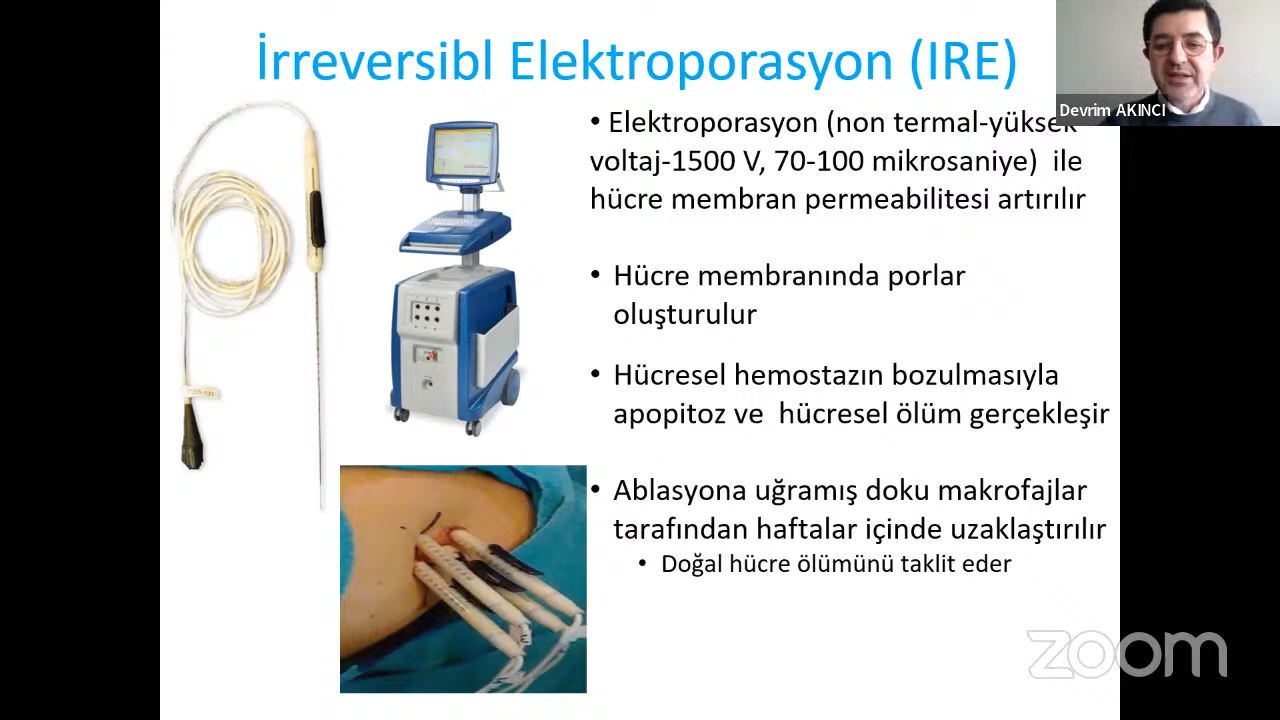 İrreversibl Elektroporasyon (IRE)
Devrim AKINCI
• Elektroporasyon (non termal-yüksek
voltaj-1500 V, 70-100 mikrosaniye) ile
hücre membran permeabilitesi artırılır
• Hücre membranında porlar
oluşturulur
• Hücresel hemostazın bozulmasıyla
apopitoz ve hücresel ölüm gerçekleşir
• Ablasyona uğramış doku makrofajlar
tarafından haftalar içinde uzaklaştırılır
• Doğal hücre ölümünü taklit eder
zoom